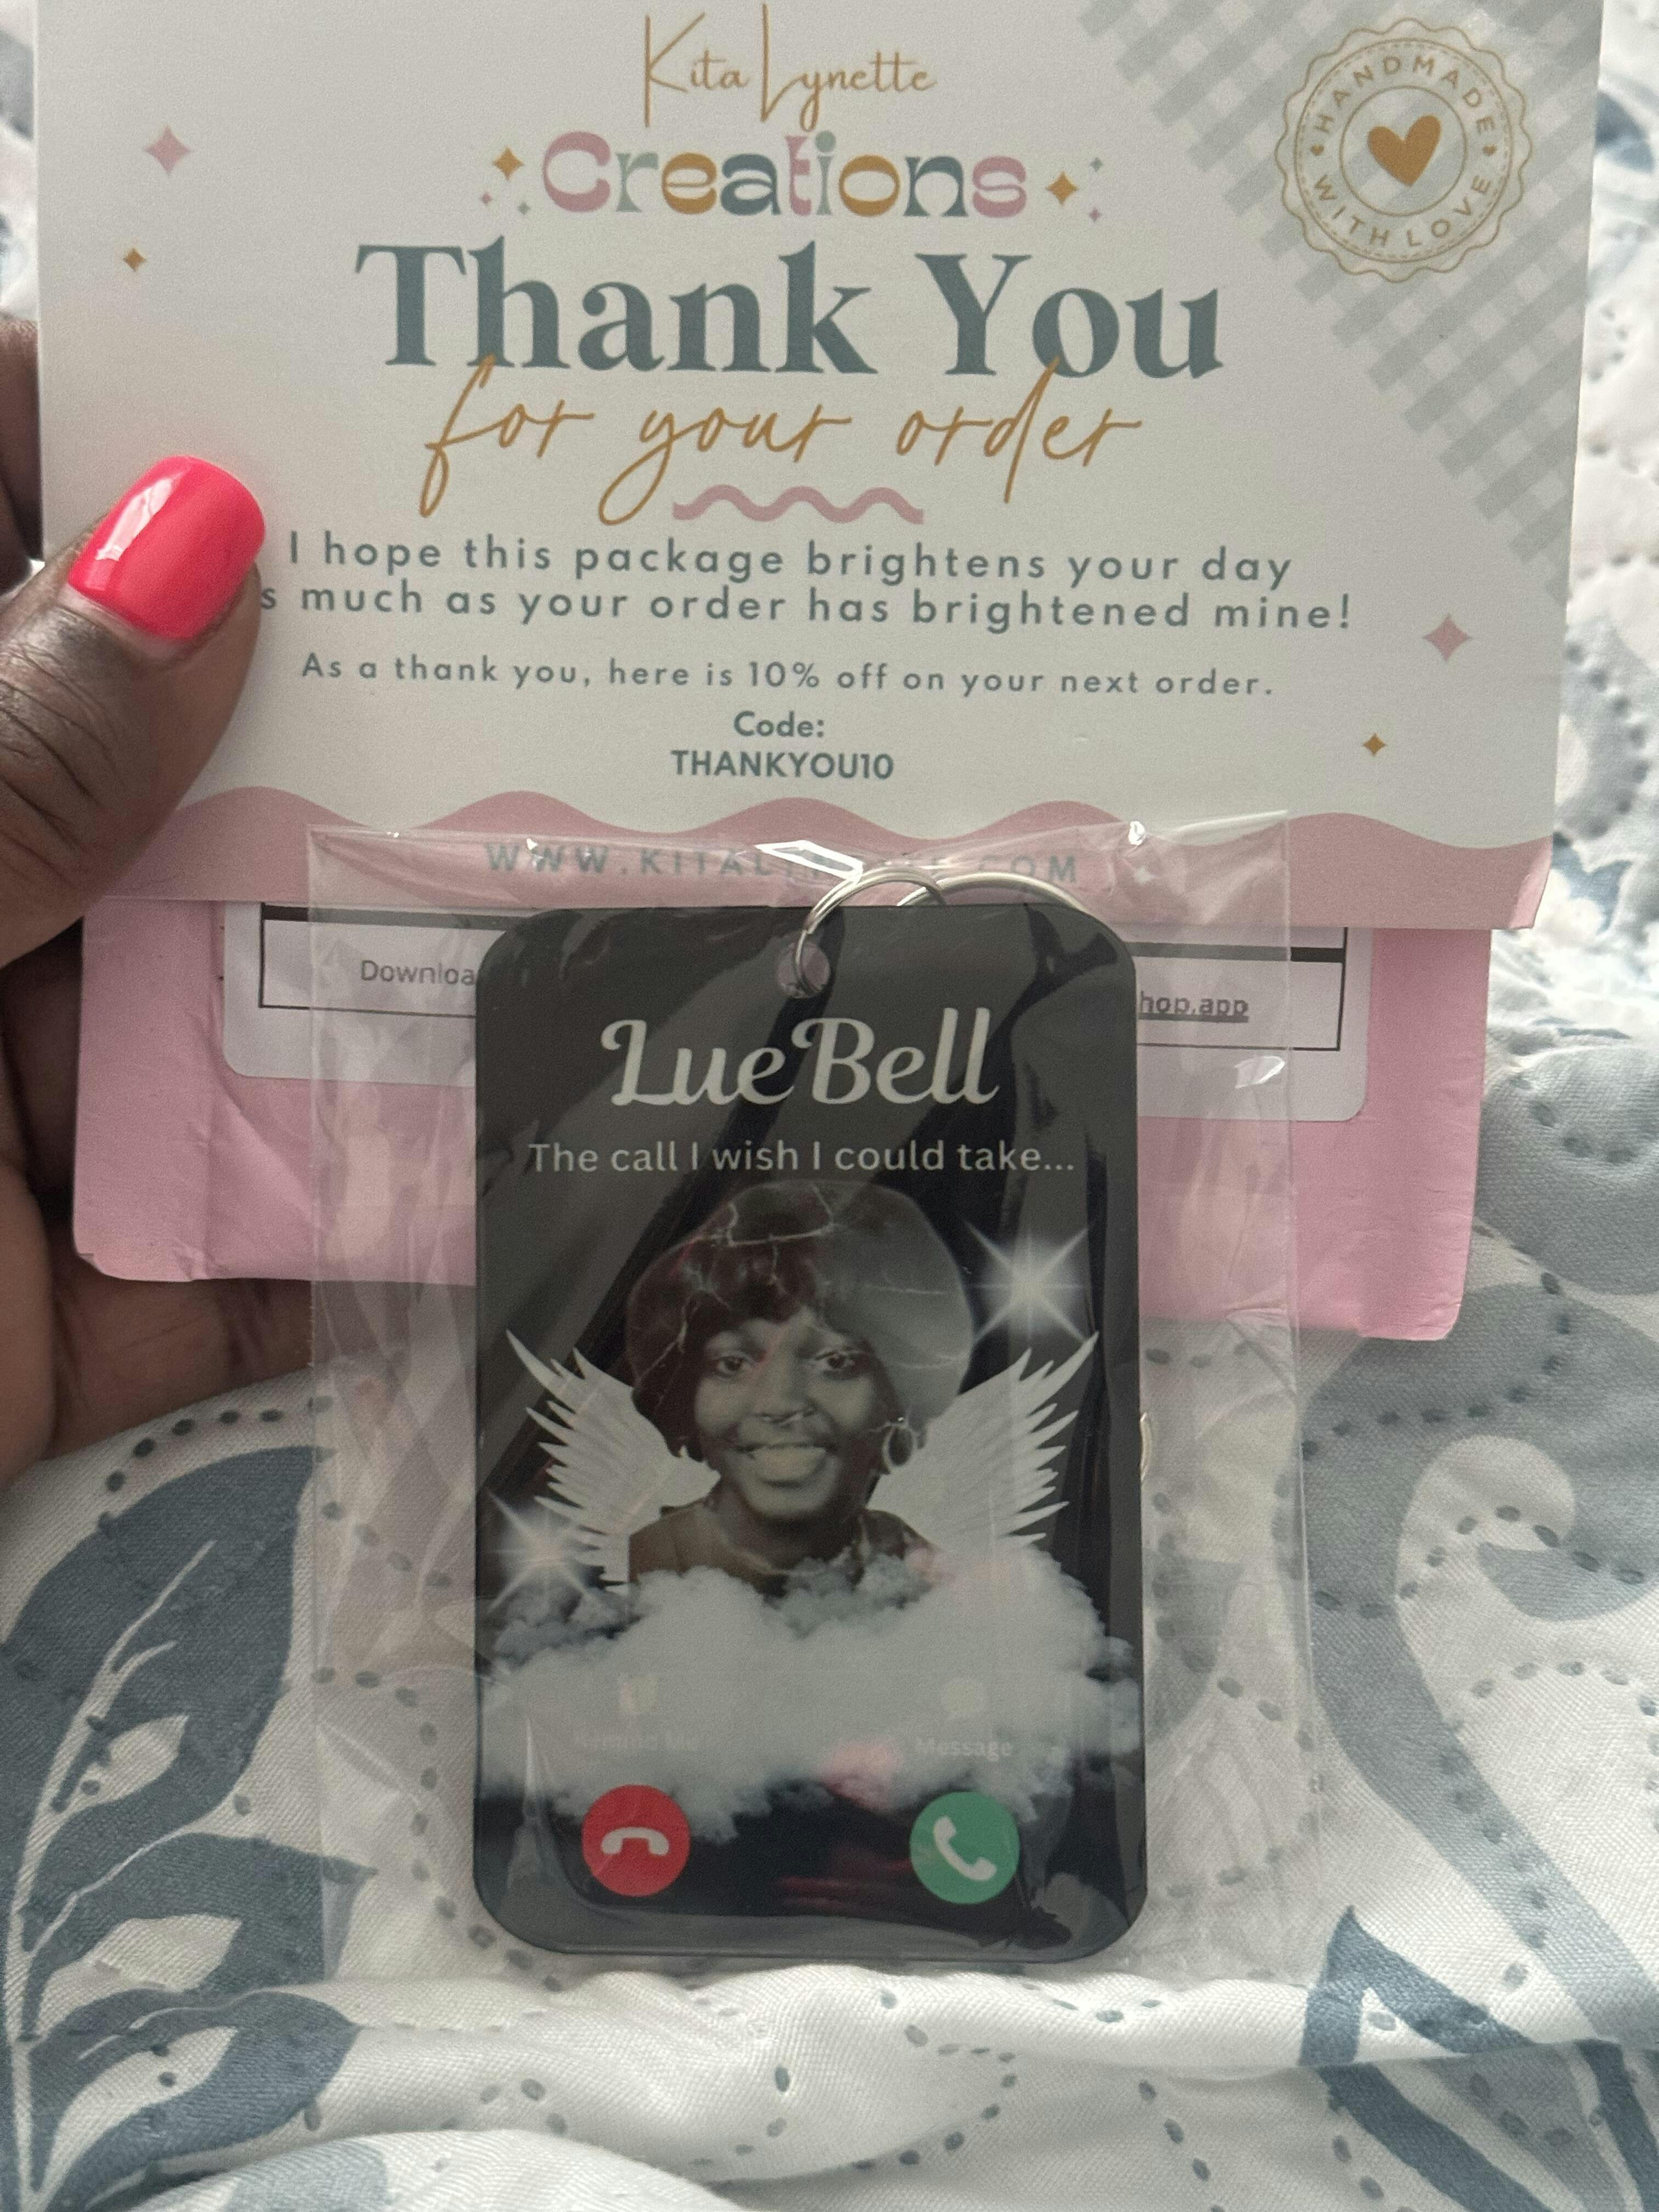 Kita Lynette
Creations
HANDMADE
WITH LOVE
Thank You
for your order
I hope this package brightens your day
s much as your order has brightened mine!
As a thank you, here is 10% off on your next order.
Code:
THANKYOU10
Downloa
hop.app
LueBell
The call I wish I could take...
Message